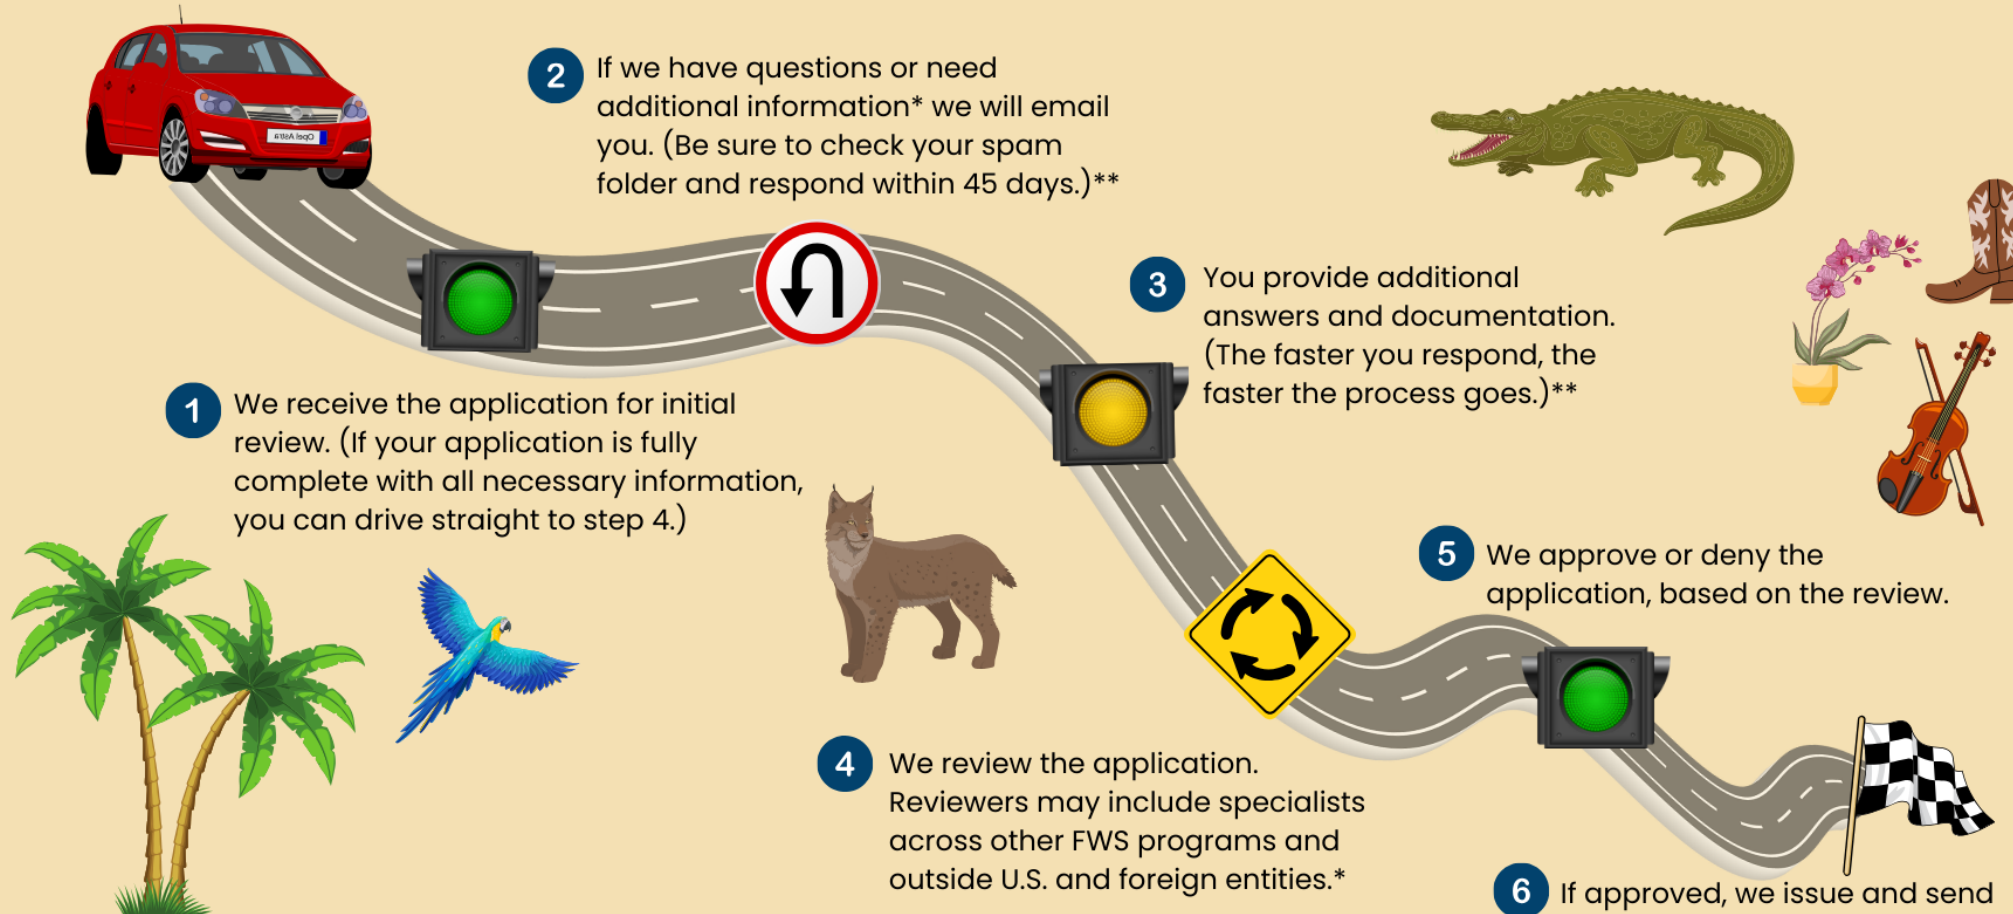 1
We receive the application for initial
review. (If your application is fully
complete with all necessary information,
you can drive straight to step 4.)
2
If we have questions or need
additional information* we will email
you. (Be sure to check your spam
folder and respond within 45 days.)**
3
You provide additional
answers and documentation.
(The faster you respond, the
faster the process goes.)**
4
We review the application.
Reviewers may include specialists
across other FWS programs and
outside U.S. and foreign entities.*
5
We approve or deny the
application, based on the review.
6
If approved, we issue and send
Opel Astra